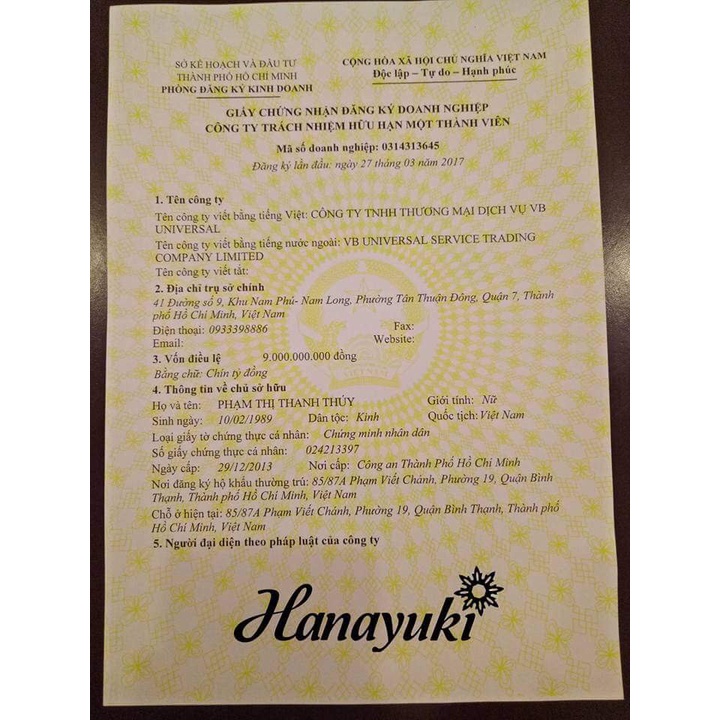 SỞ KẾ HOẠCH VÀ ĐẦU TƯ
THÀNH PHỐ HỒ CHÍ MINH
PHÒNG ĐĂNG KÝ KINH DOANH
CỘNG HÒA XÃ HỘI CHỦ NGHĨA VIỆT NAM
Độc lập – Tự do – Hạnh phúc
GIẤY CHỨNG NHẬN ĐĂNG KÝ DOANH NGHIỆP
CÔNG TY TRÁCH NHIỆM HỮU HẠN MỘT THÀNH VIÊN
Mã số doanh nghiệp: 0314313645
Đăng ký lần đầu: ngày 27 tháng 03 năm 2017
1. Tên công ty
Tên công ty viết bằng tiếng Việt: CÔNG TY TNHH THƯƠNG MẠI DỊCH VỤ VB
UNIVERSAL
Tên công ty viết bằng tiếng nước ngoài: VB UNIVERSAL SERVICE TRADING
COMPANY LIMITED
Tên công ty viết tắt:
2. Địa chỉ trụ sở chính
41 Đường số 9, Khu Nam Phú- Nam Long, Phường Tân Thuận Đông, Quận 7, Thành
phố Hồ Chí Minh, Việt Nam
Điện thoại: 0933398886 Fax:
Email: Website:
3. Vốn điều lệ 9.000.000.000 đồng
Bằng chữ: Chín tỷ đồng
4. Thông tin về chủ sở hữu
Họ và tên: PHẠM THỊ THANH THÚY Giới tính: Nữ
Sinh ngày: 10/02/1989 Dân tộc: Kinh Quốc tịch: Việt Nam
Loại giấy tờ chứng thực cá nhân: Chứng minh nhân dân
Số giấy chứng thực cá nhân: 024213397
Ngày cấp: 29/12/2013 Nơi cấp: Công an Thành Phố Hồ Chí Minh
Nơi đăng ký hộ khẩu thường trú: 85/87A Phạm Viết Chánh, Phường 19, Quận Bình
Thạnh, Thành phố Hồ Chí Minh, Việt Nam
Chỗ ở hiện tại: 85/87A Phạm Viết Chánh, Phường 19, Quận Bình Thạnh, Thành phố
Hồ Chí Minh, Việt Nam
5. Người đại diện theo pháp luật của công ty
Hanayuki